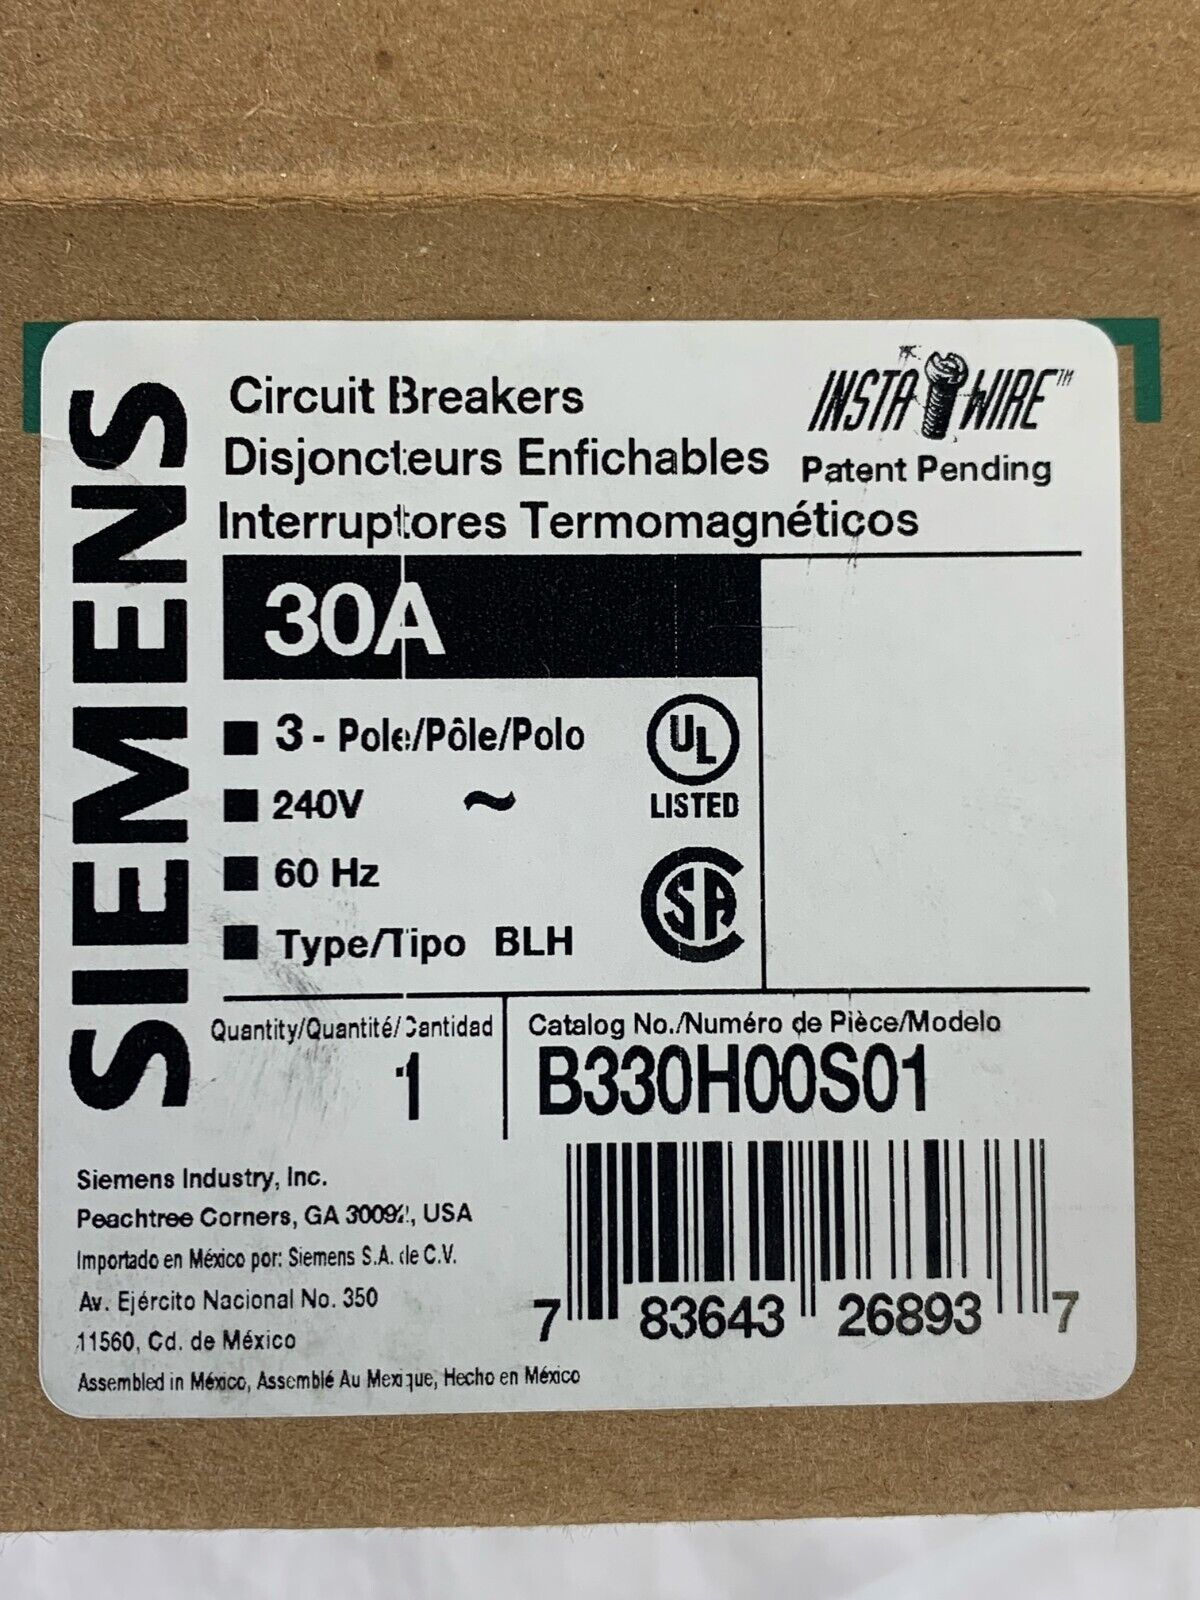 SIEMENS
Circuit Breakers
Disjoncteurs Enfichables
Interruptores Termomagnéticos
INSTA WIRE™
Patent Pending
30A
3 - Pole/Pôle/Polo
240V ~
60 Hz
Type/Tipo BLH
UL
LISTED
CSA
Quantity/Quantité/Cantidad
1
Catalog No./Numéro de Pièce/Modelo
B330H00S01
Siemens Industry, Inc.
Peachtree Corners, GA 30092, USA
Importado en México por: Siemens S.A. de C.V.
Av. Ejército Nacional No. 350
11560, Cd. de México
Assembled in México, Assemblé Au Mexique, Hecho en México
7 83643 26893 7